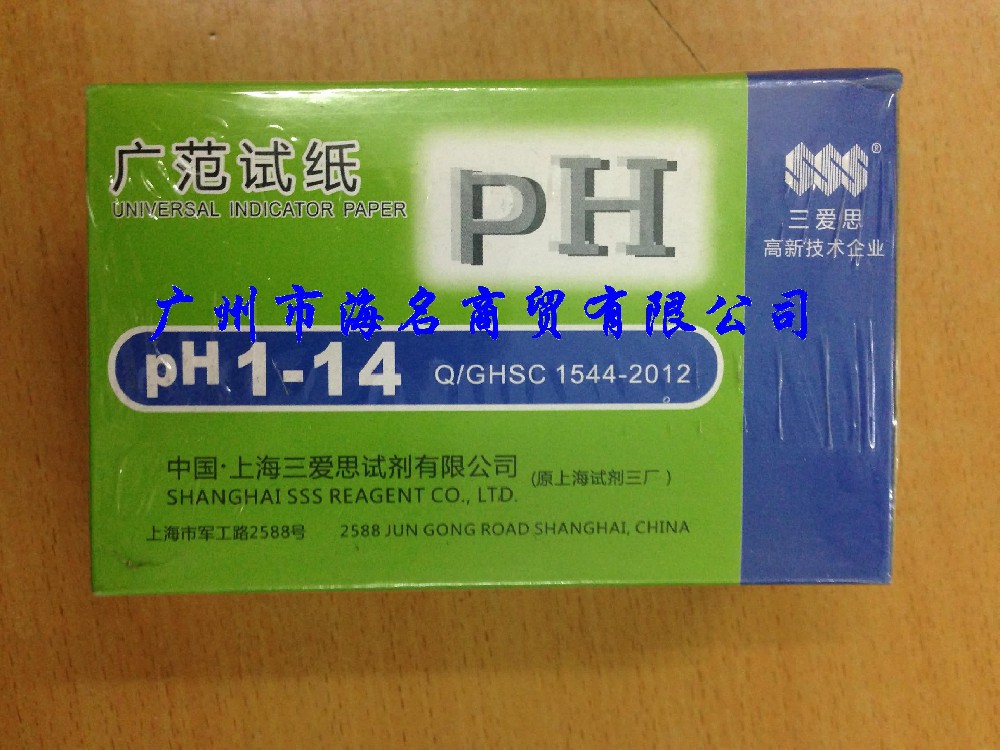 广范试纸
UNIVERSAL INDICATOR PAPER
pH
SSS®
三爱思
高新技术企业
广州市海名商贸有限公司
pH 1-14 Q/GHSC 1544-2012
中国·上海三爱思试剂有限公司 (原上海试剂三厂)
SHANGHAI SSS REAGENT CO., LTD.
上海市军工路2588号 2588 JUN GONG ROAD SHANGHAI, CHINA